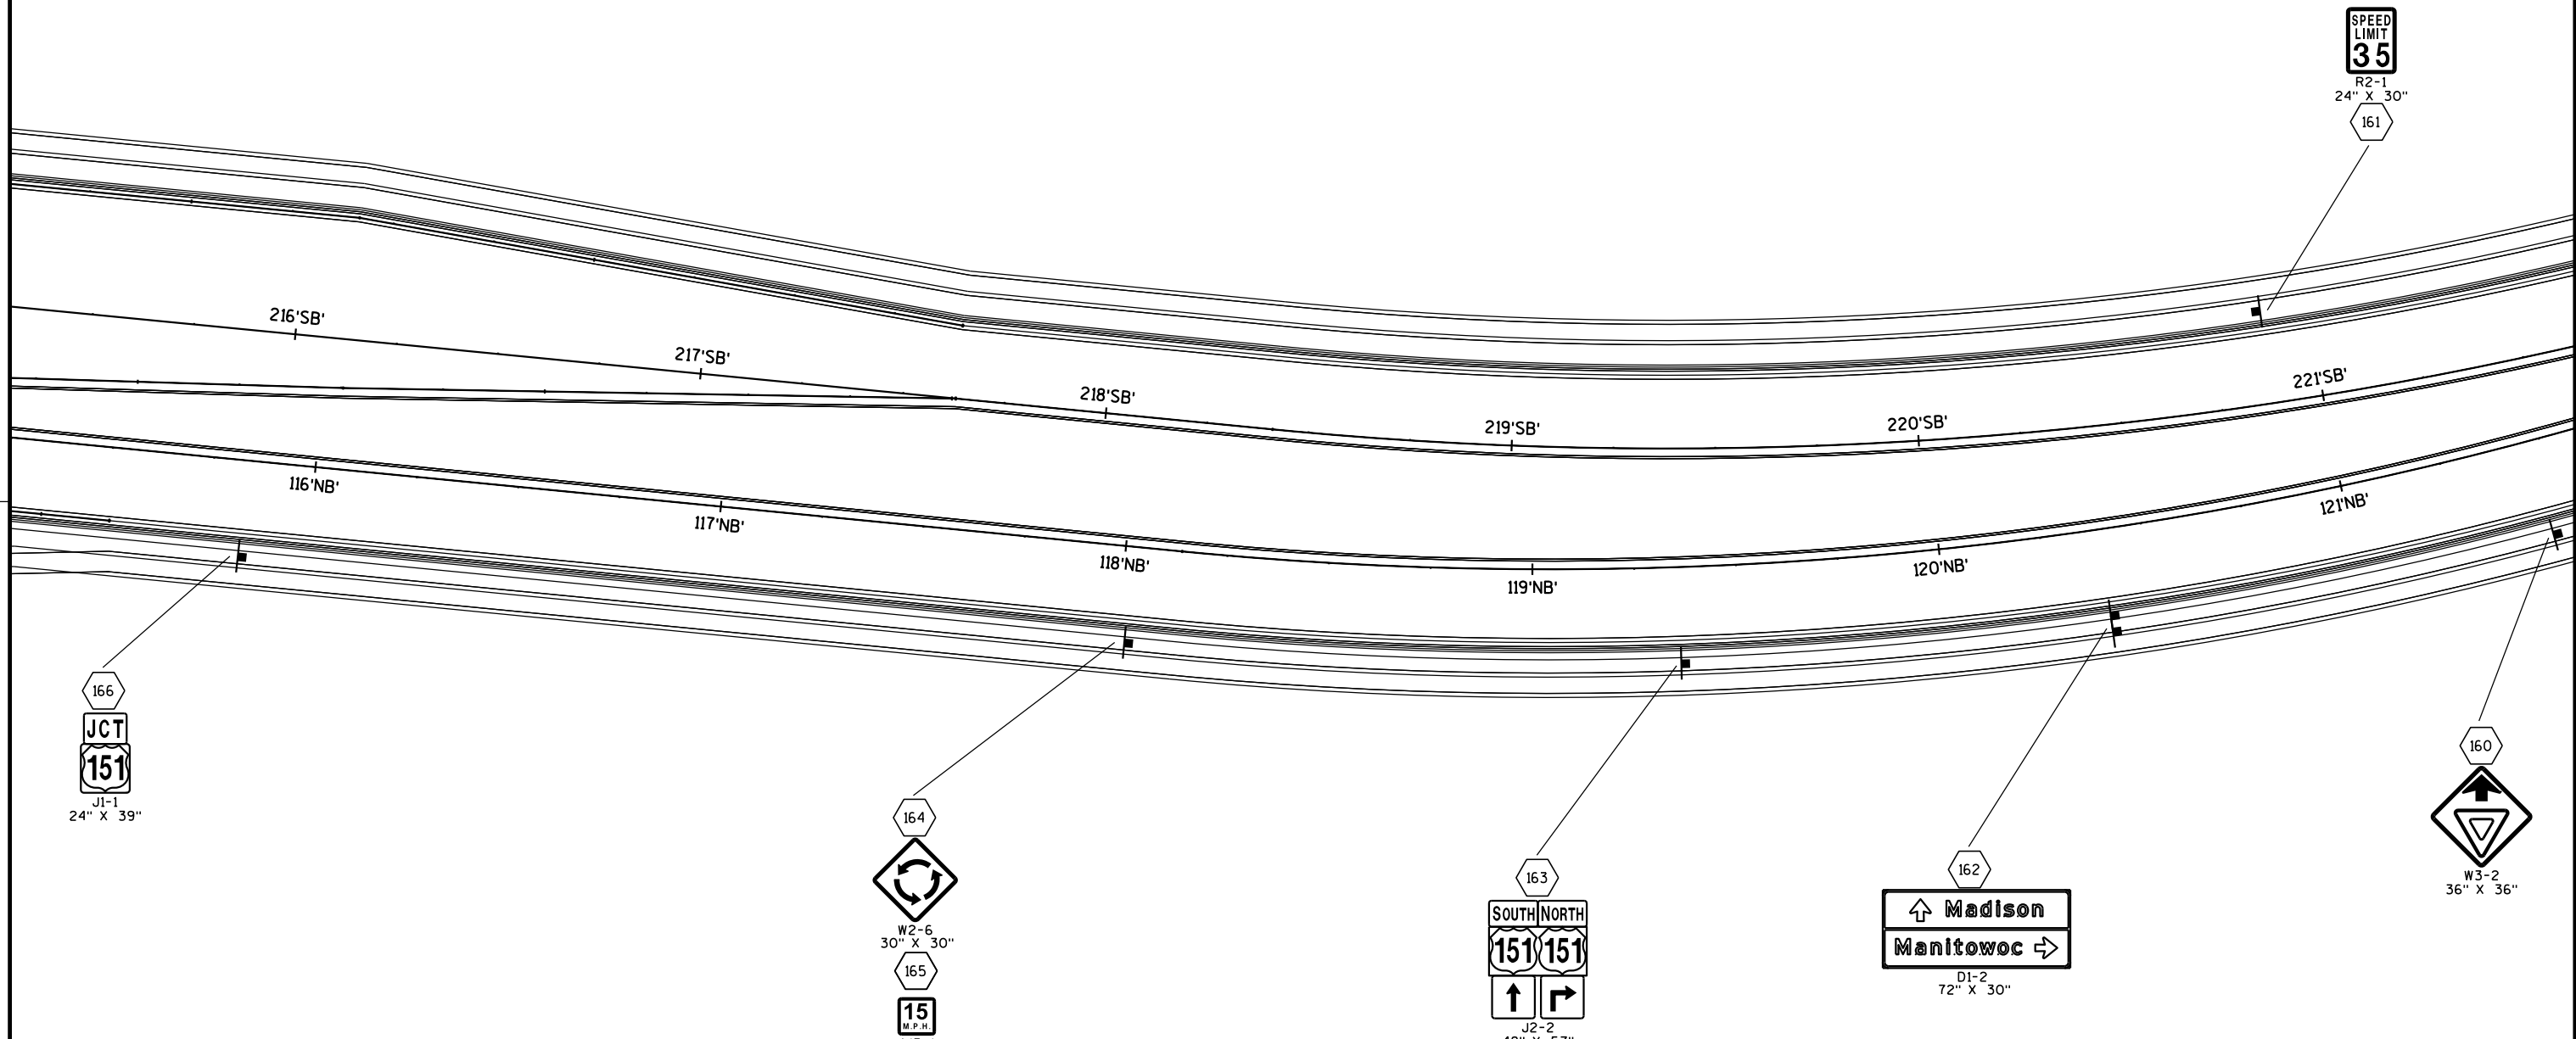 SPEED
LIMIT
35
R2-1
24" X 30"
161
216'SB'
217'SB'
218'SB'
219'SB'
220'SB'
221'SB'
116'NB'
117'NB'
118'NB'
119'NB'
120'NB'
121'NB'
166
JCT
151
J1-1
24" X 39"
164
W2-6
30" X 30"
165
15
M.P.H.
163
SOUTH NORTH
151 151
J2-2
162
Madison
Manitowoc
D1-2
72" X 30"
160
W3-2
36" X 36"